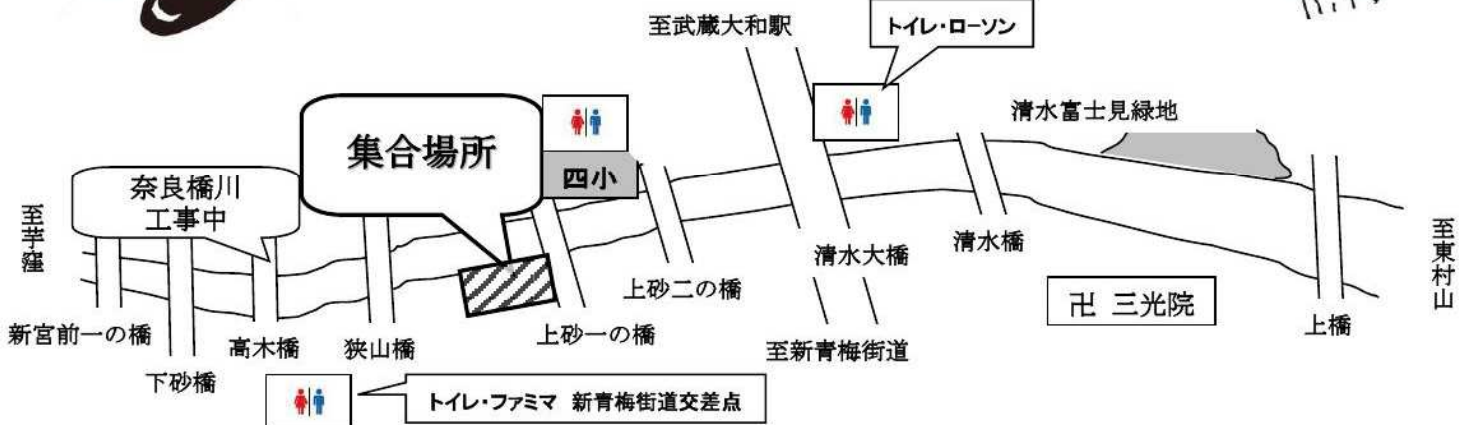 至武蔵大和駅
トイレ・ローソン
清水富士見緑地
集合場所
四小
奈良橋川
工事中
至芋窪
至東村山
清水大橋
清水橋
上砂二の橋
卍 三光院
上橋
新宮前一の橋
高木橋
狭山橋
上砂一の橋
至新青梅街道
下砂橋
トイレ・ファミマ 新青梅街道交差点